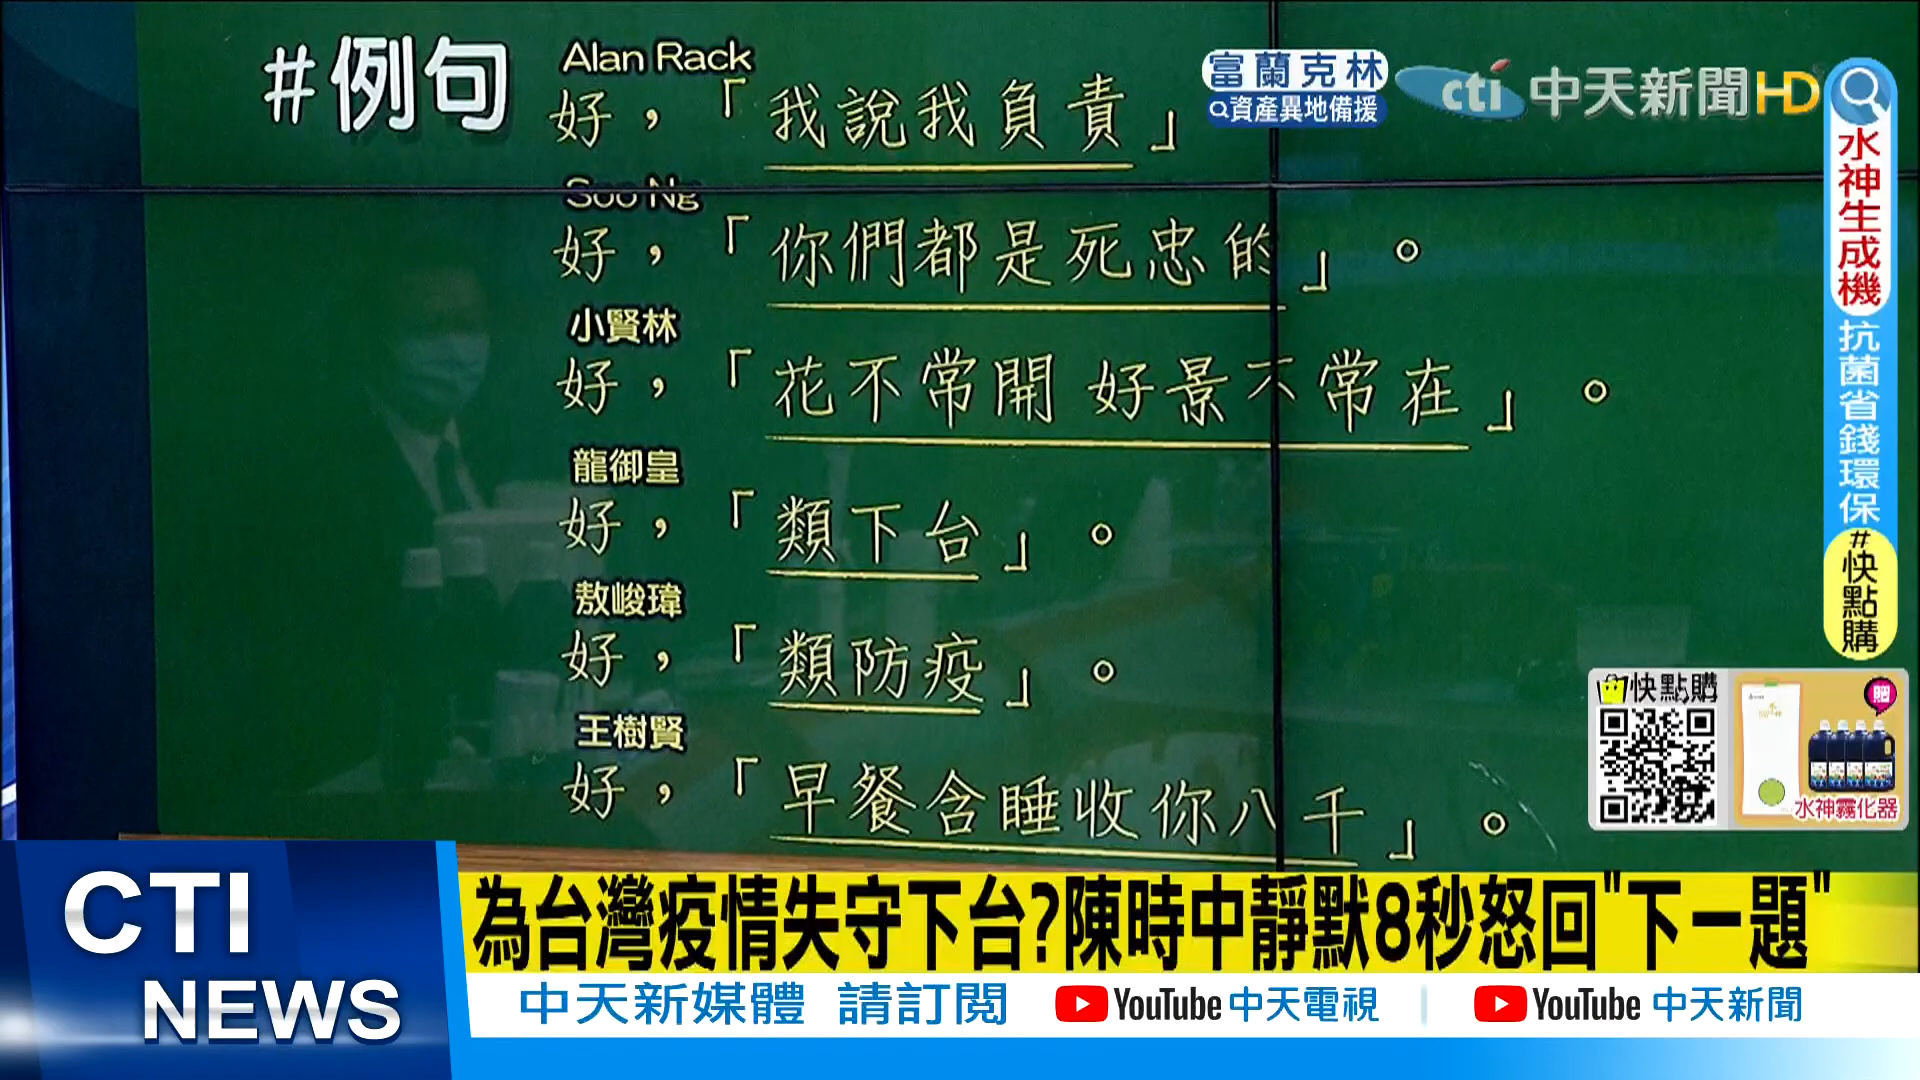 #例句
Alan Rack
好，「我說我負責」
Soo Ng
好，「你們都是死忠的」。
小賢林
好，「花不常開 好景不常在」。
龍御皇
好，「類下台」。
敖峻瑋
好，「類防疫」。
王樹賢
好，「早餐含睡收你八千」。
富蘭克林
資產異地備援
cti 中天新聞HD
水神生成機
抗菌省錢環保
#快點購
快點購
贈
水神霧化器
CTI NEWS
為台灣疫情失守下台?陳時中靜默8秒怒回"下一題"
中天新媒體 請訂閱 YouTube 中天電視 | YouTube 中天新聞